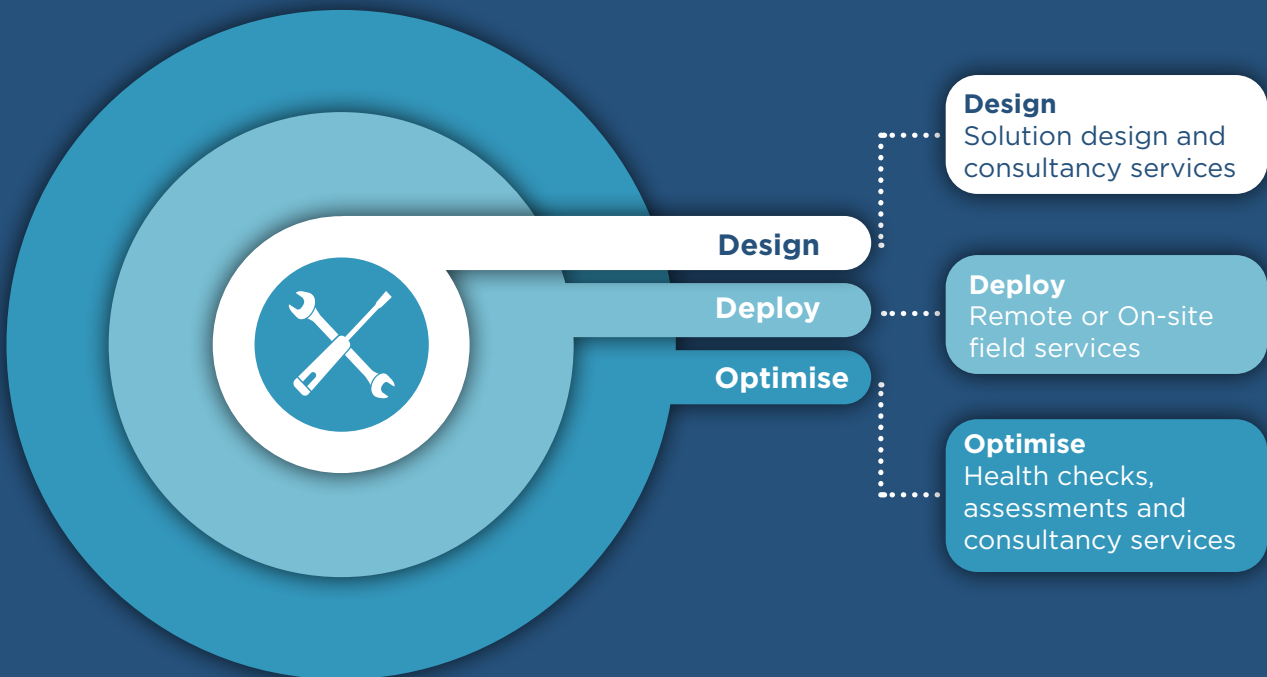 Design
Deploy
Optimise
Design
Solution design and
consultancy services
Deploy
Remote or On-site
field services
Optimise
Health checks,
assessments and
consultancy services